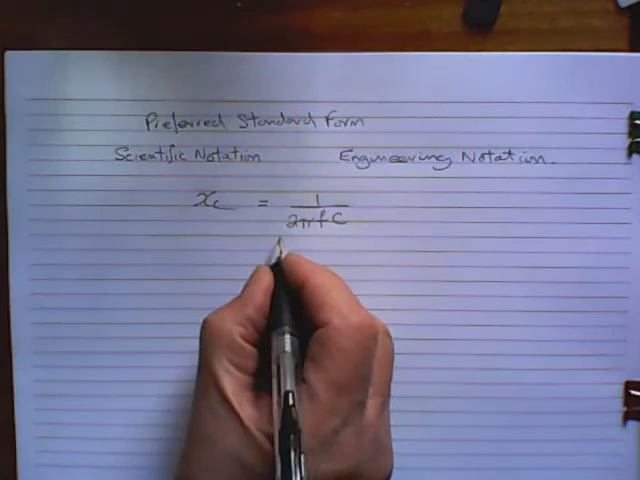 Preferred Standard Form
Scientific Notation Engineering Notation.
Xc = 1 / 2πfC